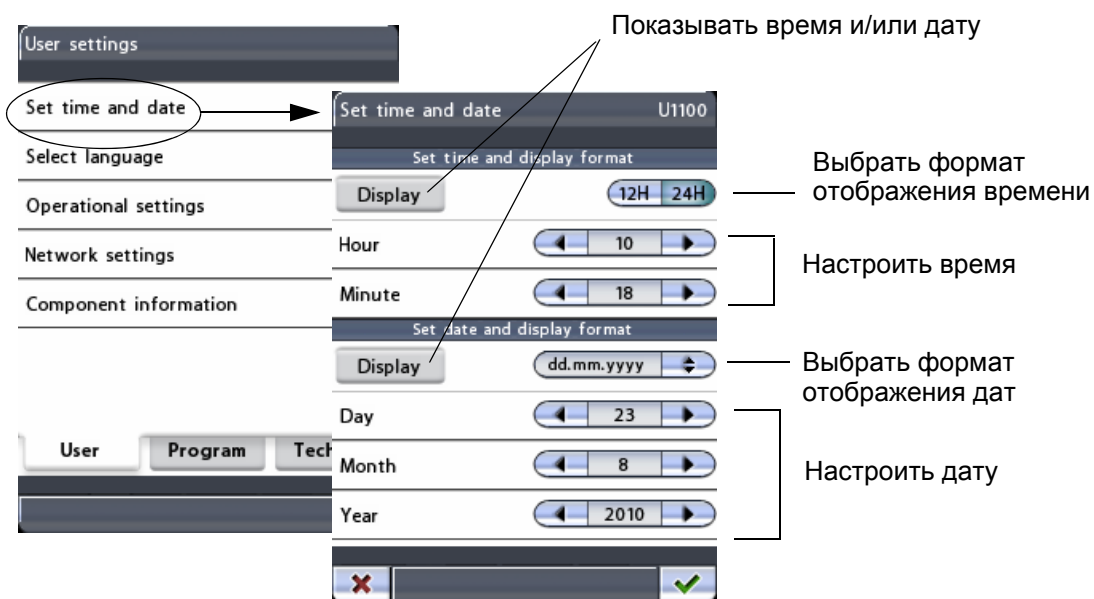 Показывать время и/или дату
User settings
Set time and date
Select language
Operational settings
Network settings
Component information
User
Program
Tech
Set time and date
U1100
Set time and display format
Display
12H
24H
Выбрать формат
отображения времени
Hour
10
Настроить время
Minute
18
Set date and display format
Display
dd.mm.yyyy
Выбрать формат
отображения дат
Day
23
Month
8
Настроить дату
Year
2010